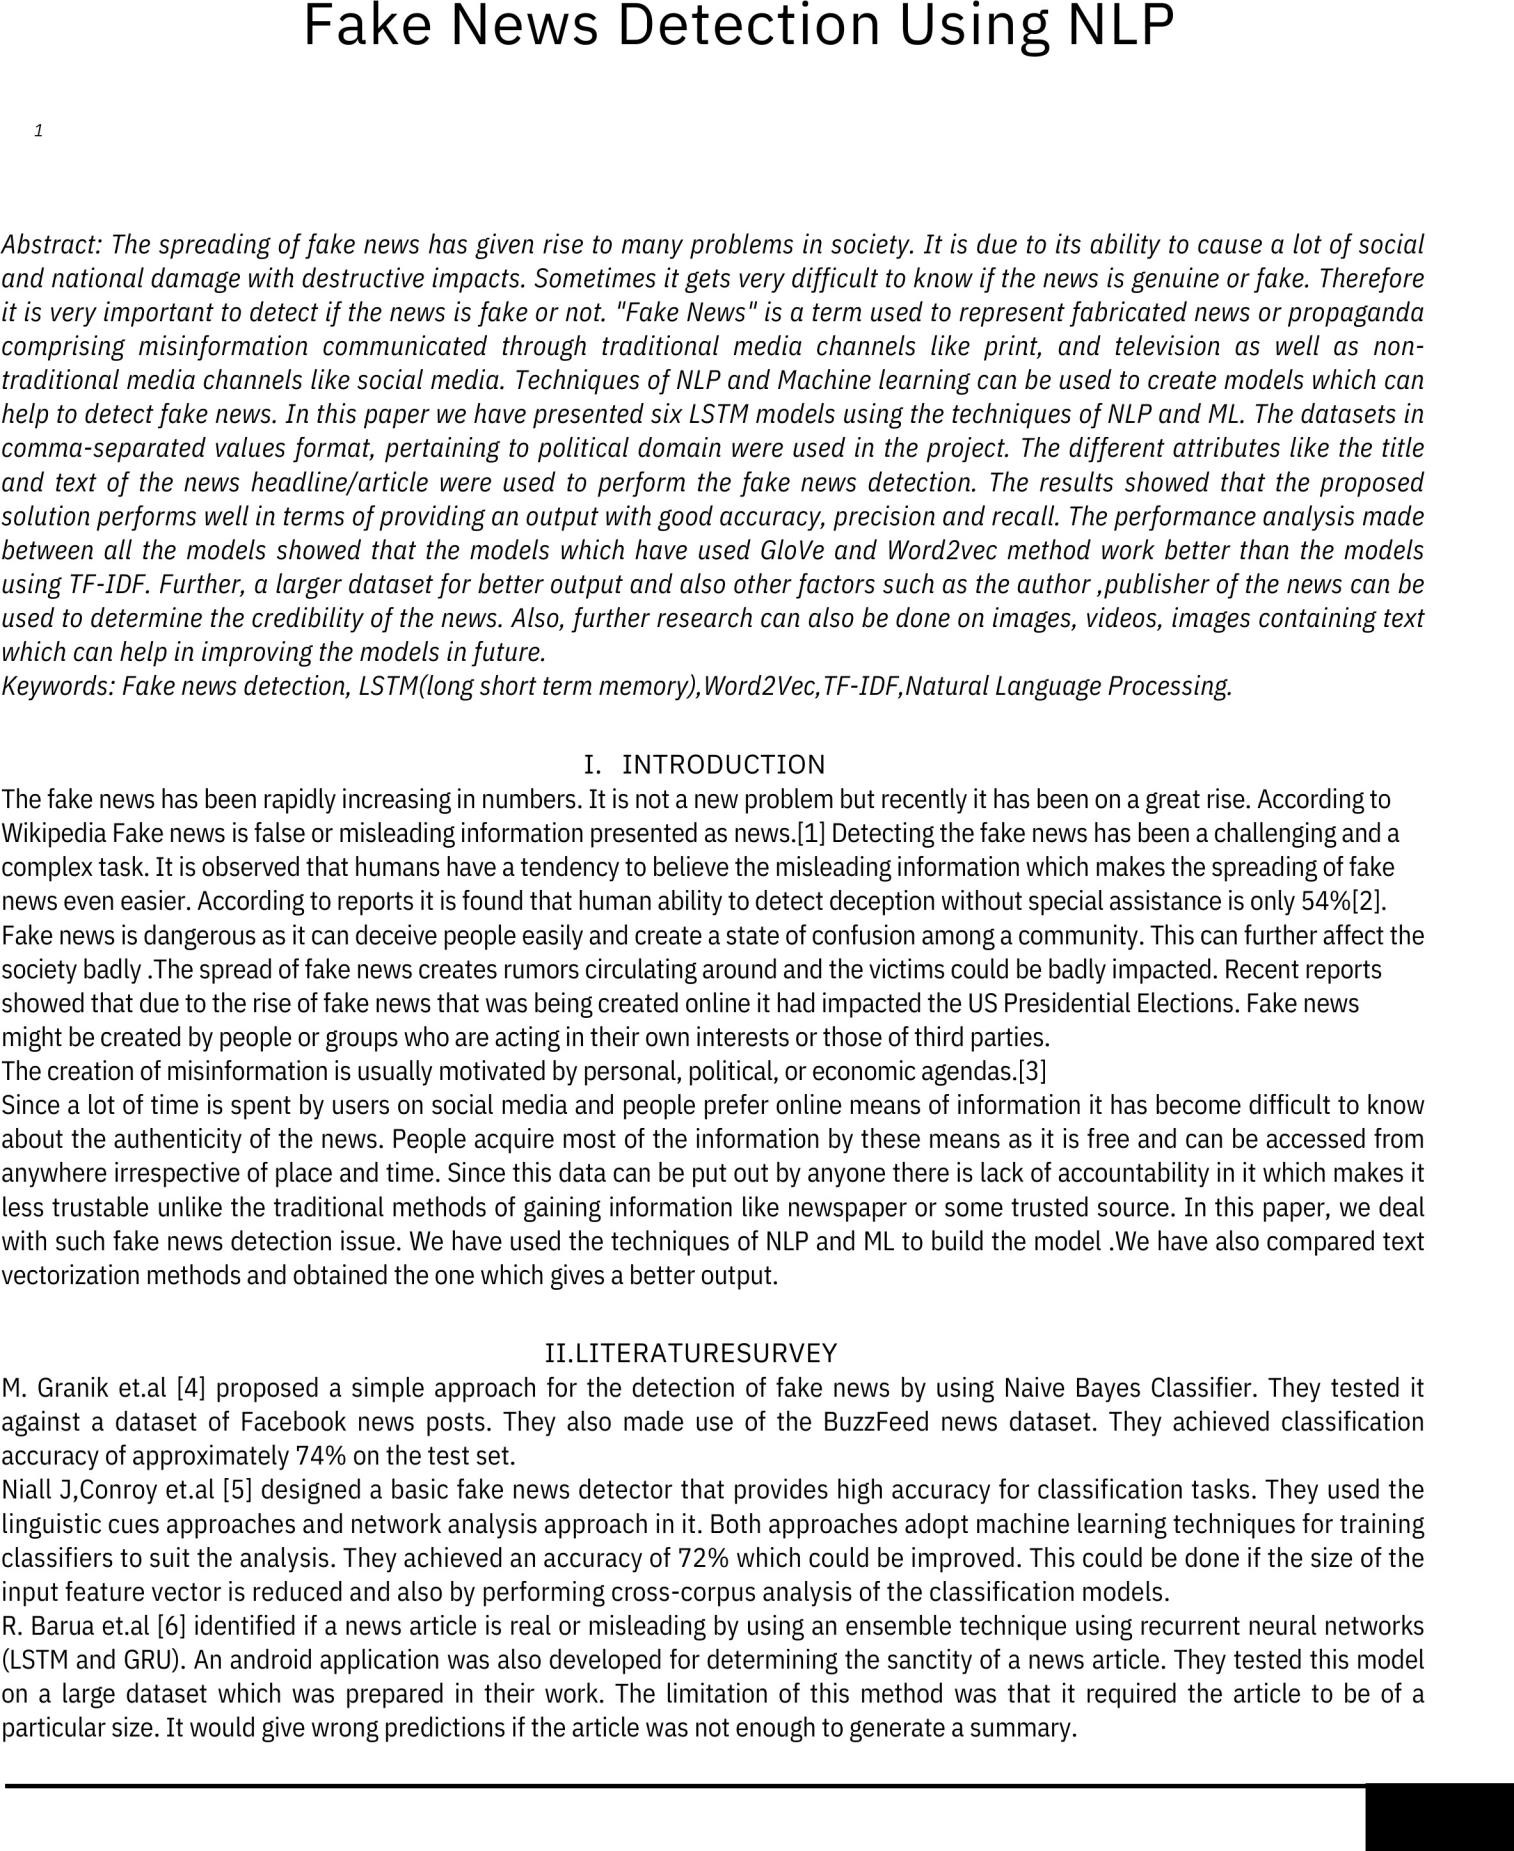 Fake News Detection Using NLP
1
Abstract: The spreading of fake news has given rise to many problems in society. It is due to its ability to cause a lot of social
and national damage with destructive impacts. Sometimes it gets very difficult to know if the news is genuine or fake. Therefore
it is very important to detect if the news is fake or not. "Fake News" is a term used to represent fabricated news or propaganda
comprising misinformation communicated through traditional media channels like print, and television as well as non-
traditional media channels like social media. Techniques of NLP and Machine learning can be used to create models which can
help to detect fake news. In this paper we have presented six LSTM models using the techniques of NLP and ML. The datasets in
comma-separated values format, pertaining to political domain were used in the project. The different attributes like the title
and text of the news headline/article were used to perform the fake news detection. The results showed that the proposed
solution performs well in terms of providing an output with good accuracy, precision and recall. The performance analysis made
between all the models showed that the models which have used GloVe and Word2vec method work better than the models
using TF-IDF. Further, a larger dataset for better output and also other factors such as the author ,publisher of the news can be
used to determine the credibility of the news. Also, further research can also be done on images, videos, images containing text
which can help in improving the models in future.
Keywords: Fake news detection, LSTM(long short term memory),Word2Vec,TF-IDF,Natural Language Processing.
I. INTRODUCTION
The fake news has been rapidly increasing in numbers. It is not a new problem but recently it has been on a great rise. According to
Wikipedia Fake news is false or misleading information presented as news.[1] Detecting the fake news has been a challenging and a
complex task. It is observed that humans have a tendency to believe the misleading information which makes the spreading of fake
news even easier. According to reports it is found that human ability to detect deception without special assistance is only 54%[2].
Fake news is dangerous as it can deceive people easily and create a state of confusion among a community. This can further affect the
society badly .The spread of fake news creates rumors circulating around and the victims could be badly impacted. Recent reports
showed that due to the rise of fake news that was being created online it had impacted the US Presidential Elections. Fake news
might be created by people or groups who are acting in their own interests or those of third parties.
The creation of misinformation is usually motivated by personal, political, or economic agendas.[3]
Since a lot of time is spent by users on social media and people prefer online means of information it has become difficult to know
about the authenticity of the news. People acquire most of the information by these means as it is free and can be accessed from
anywhere irrespective of place and time. Since this data can be put out by anyone there is lack of accountability in it which makes it
less trustable unlike the traditional methods of gaining information like newspaper or some trusted source. In this paper, we deal
with such fake news detection issue. We have used the techniques of NLP and ML to build the model .We have also compared text
vectorization methods and obtained the one which gives a better output.
II.LITERATURESURVEY
M. Granik et.al [4] proposed a simple approach for the detection of fake news by using Naive Bayes Classifier. They tested it
against a dataset of Facebook news posts. They also made use of the BuzzFeed news dataset. They achieved classification
accuracy of approximately 74% on the test set.
Niall J,Conroy et.al [5] designed a basic fake news detector that provides high accuracy for classification tasks. They used the
linguistic cues approaches and network analysis approach in it. Both approaches adopt machine learning techniques for training
classifiers to suit the analysis. They achieved an accuracy of 72% which could be improved. This could be done if the size of the
input feature vector is reduced and also by performing cross-corpus analysis of the classification models.
R. Barua et.al [6] identified if a news article is real or misleading by using an ensemble technique using recurrent neural networks
(LSTM and GRU). An android application was also developed for determining the sanctity of a news article. They tested this model
on a large dataset which was prepared in their work. The limitation of this method was that it required the article to be of a
particular size. It would give wrong predictions if the article was not enough to generate a summary.